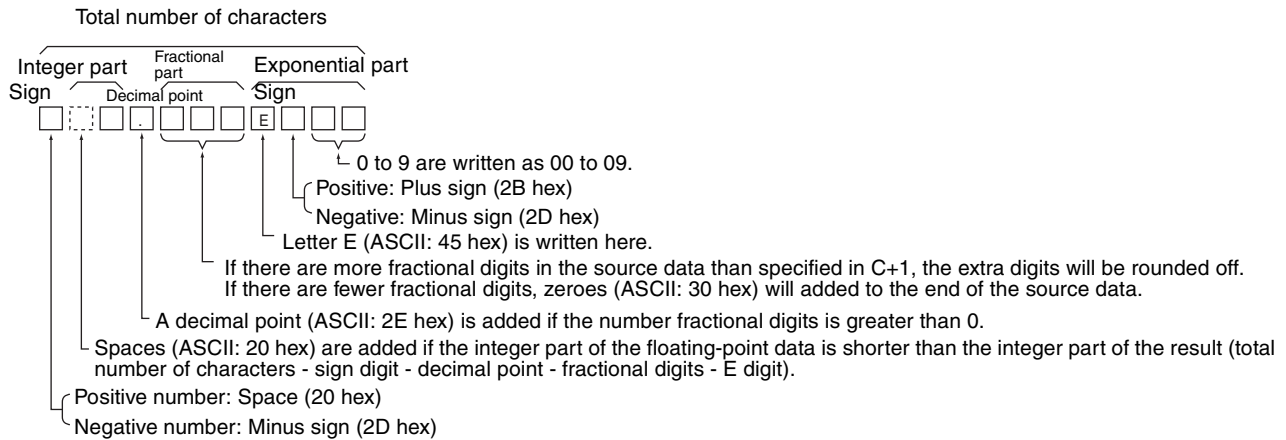 Total number of characters
Integer part
Fractional
part
Exponential part
Sign
Decimal point
Sign
.
E
0 to 9 are written as 00 to 09.
Positive: Plus sign (2B hex)
Negative: Minus sign (2D hex)
Letter E (ASCII: 45 hex) is written here.
If there are more fractional digits in the source data than specified in C+1, the extra digits will be rounded off.
If there are fewer fractional digits, zeroes (ASCII: 30 hex) will added to the end of the source data.
A decimal point (ASCII: 2E hex) is added if the number fractional digits is greater than 0.
Spaces (ASCII: 20 hex) are added if the integer part of the floating-point data is shorter than the integer part of the result (total
number of characters - sign digit - decimal point - fractional digits - E digit).
Positive number: Space (20 hex)
Negative number: Minus sign (2D hex)